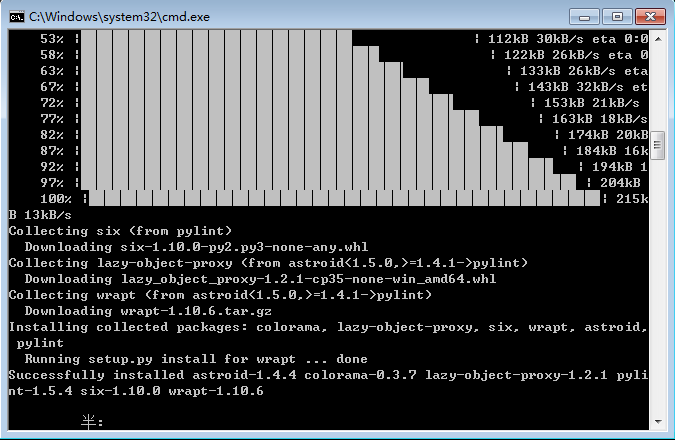 C:\Windows\system32\cmd.exe
53% | | 112kB 30kB/s eta 0:0
58% | | 122kB 26kB/s eta 0
63% | | 133kB 26kB/s eta
67% | | 143kB 32kB/s et
72% | | 153kB 21kB/s
77% | | 163kB 18kB/s
82% | | 174kB 20kB
87% | | 184kB 16k
92% | | 194kB 1
97% | | 204kB
100% | | 215k
B 13kB/s
Collecting six (from pylint)
Downloading six-1.10.0-py2.py3-none-any.whl
Collecting lazy-object-proxy (from astroid<1.5.0,>=1.4.1->pylint)
Downloading lazy_object_proxy-1.2.1-cp35-none-win_amd64.whl
Collecting wrapt (from astroid<1.5.0,>=1.4.1->pylint)
Downloading wrapt-1.10.6.tar.gz
Installing collected packages: colorama, lazy-object-proxy, six, wrapt, astroid,
pylint
Running setup.py install for wrapt ... done
Successfully installed astroid-1.4.4 colorama-0.3.7 lazy-object-proxy-1.2.1 pyli
nt-1.5.4 six-1.10.0 wrapt-1.10.6
半: